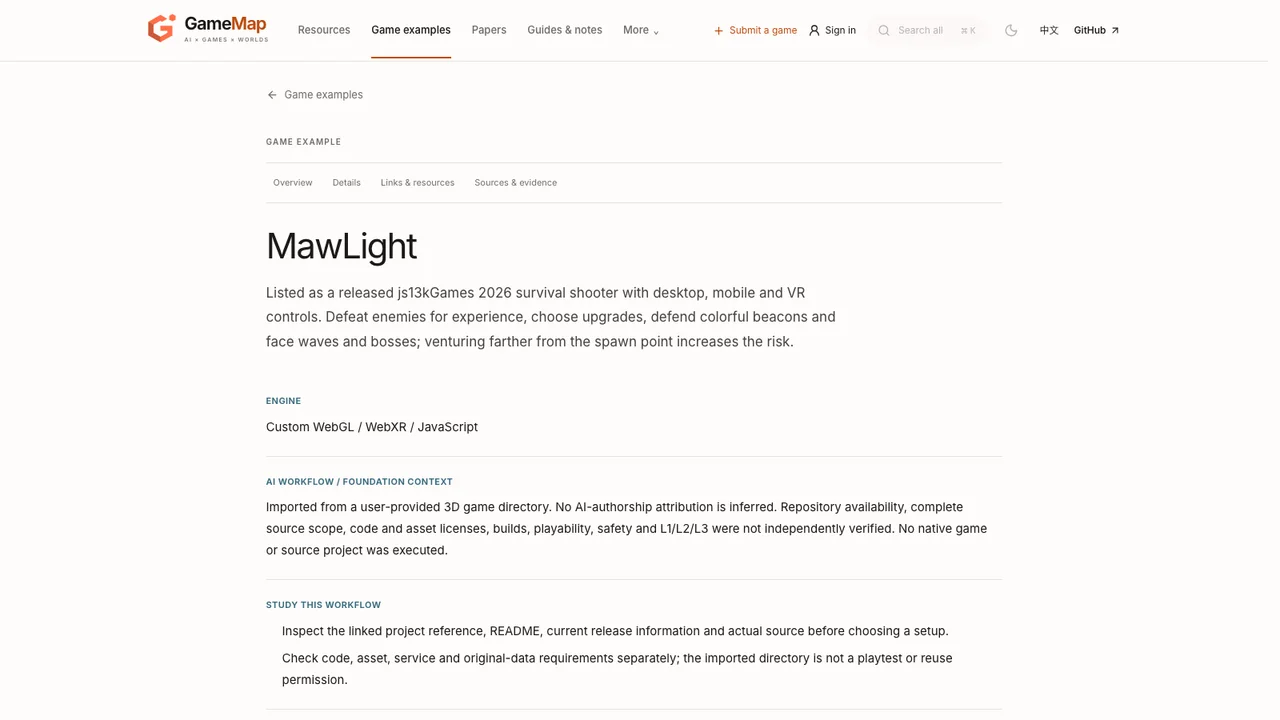 GameMap
AI × GAMES × WORLDS
Resources
Game examples
Papers
Guides & notes
More
+ Submit a game
Sign in
Search all
⌘ K
中文
GitHub ↗
← Game examples
GAME EXAMPLE
Overview
Details
Links & resources
Sources & evidence
MawLight
Listed as a released js13kGames 2026 survival shooter with desktop, mobile and VR
controls. Defeat enemies for experience, choose upgrades, defend colorful beacons and
face waves and bosses; venturing farther from the spawn point increases the risk.
ENGINE
Custom WebGL / WebXR / JavaScript
AI WORKFLOW / FOUNDATION CONTEXT
Imported from a user-provided 3D game directory. No AI-authorship attribution is inferred. Repository availability, complete
source scope, code and asset licenses, builds, playability, safety and L1/L2/L3 were not independently verified. No native game
or source project was executed.
STUDY THIS WORKFLOW
Inspect the linked project reference, README, current release information and actual source before choosing a setup.
Check code, asset, service and original-data requirements separately; the imported directory is not a playtest or reuse
permission.